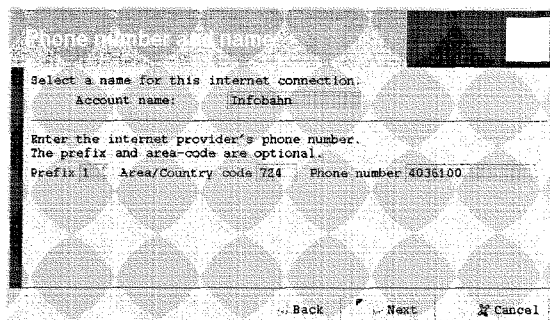 Phone number and name
Select a name for this internet connection.
Account name: Infobahn
Enter the internet provider's phone number.
The prefix and area-code are optional.
Prefix 1 Area/Country code 724 Phone number 4036100
Back Next Cancel